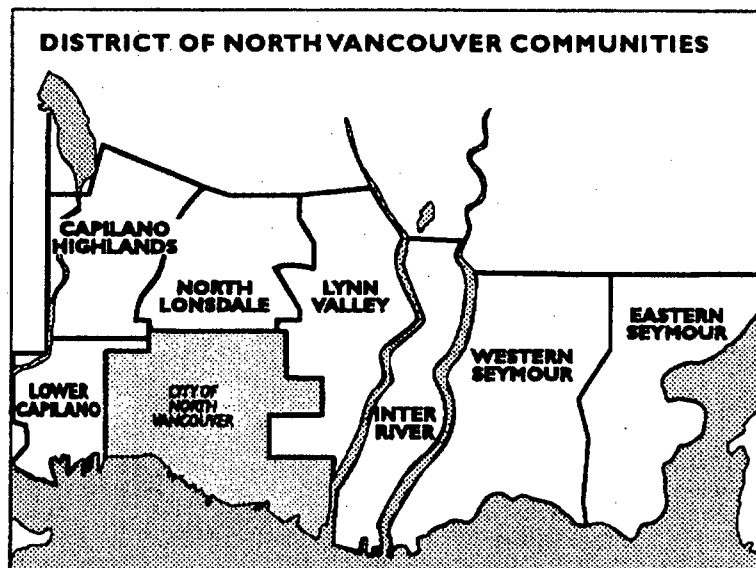 DISTRICT OF NORTH VANCOUVER COMMUNITIES
CAPILANO
HIGHLANDS
NORTH
LONSDALE
LYNN
VALLEY
EASTERN
SEYMOUR
WESTERN
SEYMOUR
LOWER
CAPILANO
CITY OF
NORTH
VANCOUVER
INTER
RIVER